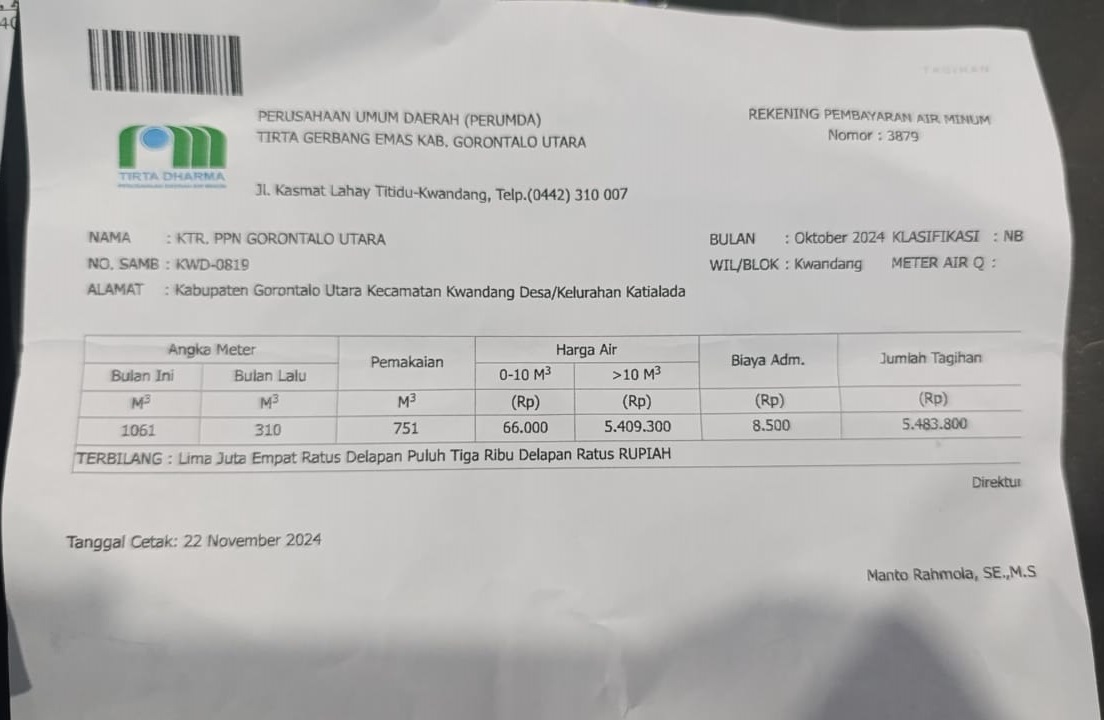 40
TAGIHAN
PERUSAHAAN UMUM DAERAH (PERUMDA)
TIRTA GERBANG EMAS KAB. GORONTALO UTARA
REKENING PEMBAYARAN AIR MINUM
Nomor : 3879
TIRTA DHARMA
Jl. Kasmat Lahay Titidu-Kwandang, Telp.(0442) 310 007
NAMA : KTR. PPN GORONTALO UTARA
BULAN : Oktober 2024 KLASIFIKASI : NB
NO. SAMB : KWD-0819
WIL/BLOK : Kwandang METER AIR Q :
ALAMAT : Kabupaten Gorontalo Utara Kecamatan Kwandang Desa/Kelurahan Katialada
Angka Meter Pemakaian Harga Air Biaya Adm. Jumlah Tagihan
Bulan Ini Bulan Lalu 0-10 M³ >10 M³
M³ M³ M³ (Rp) (Rp) (Rp) (Rp)
1061 310 751 66.000 5.409.300 8.500 5.483.800
TERBILANG : Lima Juta Empat Ratus Delapan Puluh Tiga Ribu Delapan Ratus RUPIAH
Direktur
Tanggal Cetak: 22 November 2024
Manto Rahmola, SE.,M.S